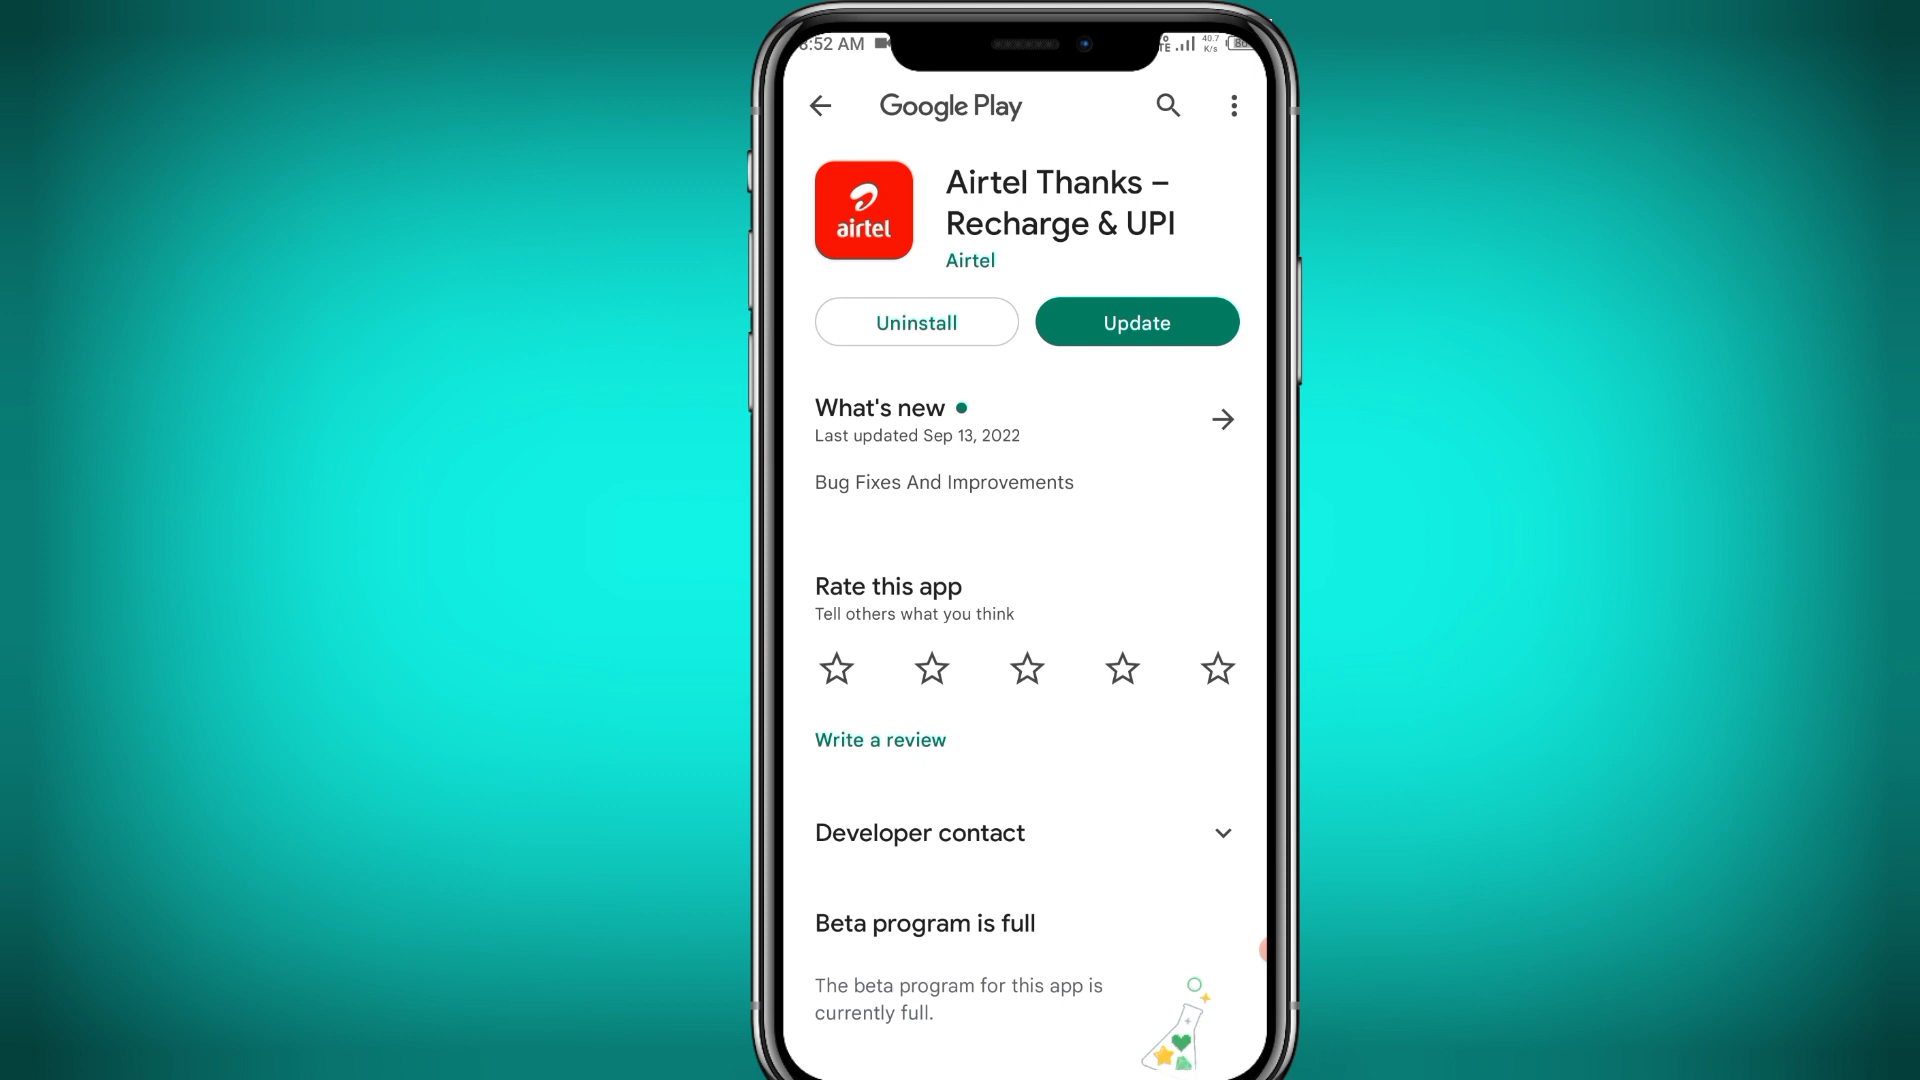 :52 AM
40.7
K/s
Google Play
airtel
Airtel Thanks –
Recharge & UPI
Airtel
Uninstall
Update
What's new
Last updated Sep 13, 2022
Bug Fixes And Improvements
Rate this app
Tell others what you think
Write a review
Developer contact
Beta program is full
The beta program for this app is
currently full.